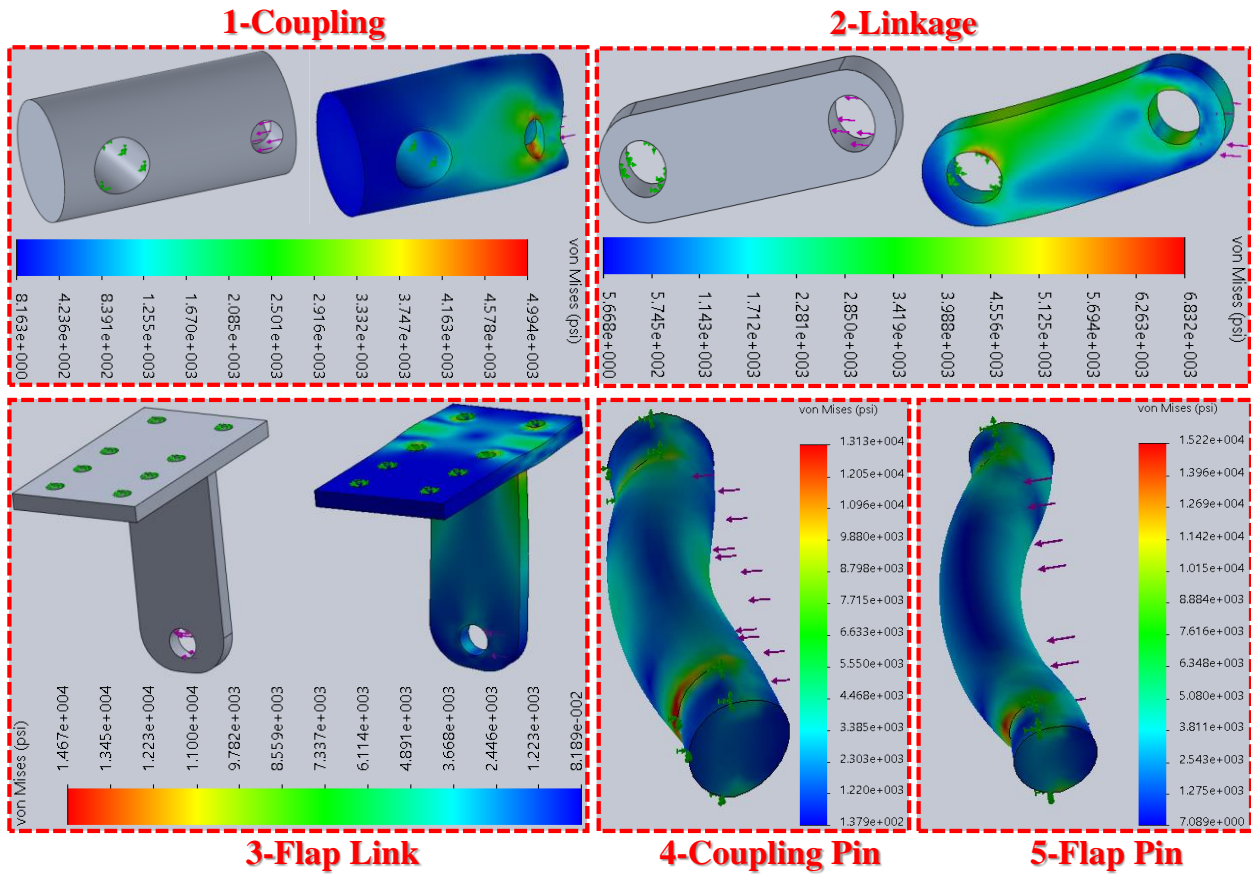 1-Coupling
von Mises (psi)
8.163e+000
4.236e+002
8.391e+002
1.255e+003
1.670e+003
2.085e+003
2.501e+003
2.916e+003
3.332e+003
3.747e+003
4.163e+003
4.578e+003
4.994e+003
2-Linkage
von Mises (psi)
5.668e+000
5.745e+002
1.143e+003
1.712e+003
2.281e+003
2.850e+003
3.419e+003
3.988e+003
4.556e+003
5.125e+003
5.694e+003
6.263e+003
6.832e+003
von Mises (psi)
1.467e+004
1.345e+004
1.223e+004
1.100e+004
9.782e+003
8.559e+003
7.337e+003
6.114e+003
4.891e+003
3.668e+003
2.446e+003
1.223e+003
8.189e-002
3-Flap Link
von Mises (psi)
1.313e+004
1.205e+004
1.096e+004
9.880e+003
8.798e+003
7.715e+003
6.633e+003
5.550e+003
4.468e+003
3.385e+003
2.303e+003
1.220e+003
1.379e+002
4-Coupling Pin
von Mises (psi)
1.522e+004
1.396e+004
1.269e+004
1.142e+004
1.015e+004
8.884e+003
7.616e+003
6.348e+003
5.080e+003
3.811e+003
2.543e+003
1.275e+003
7.089e+000
5-Flap Pin